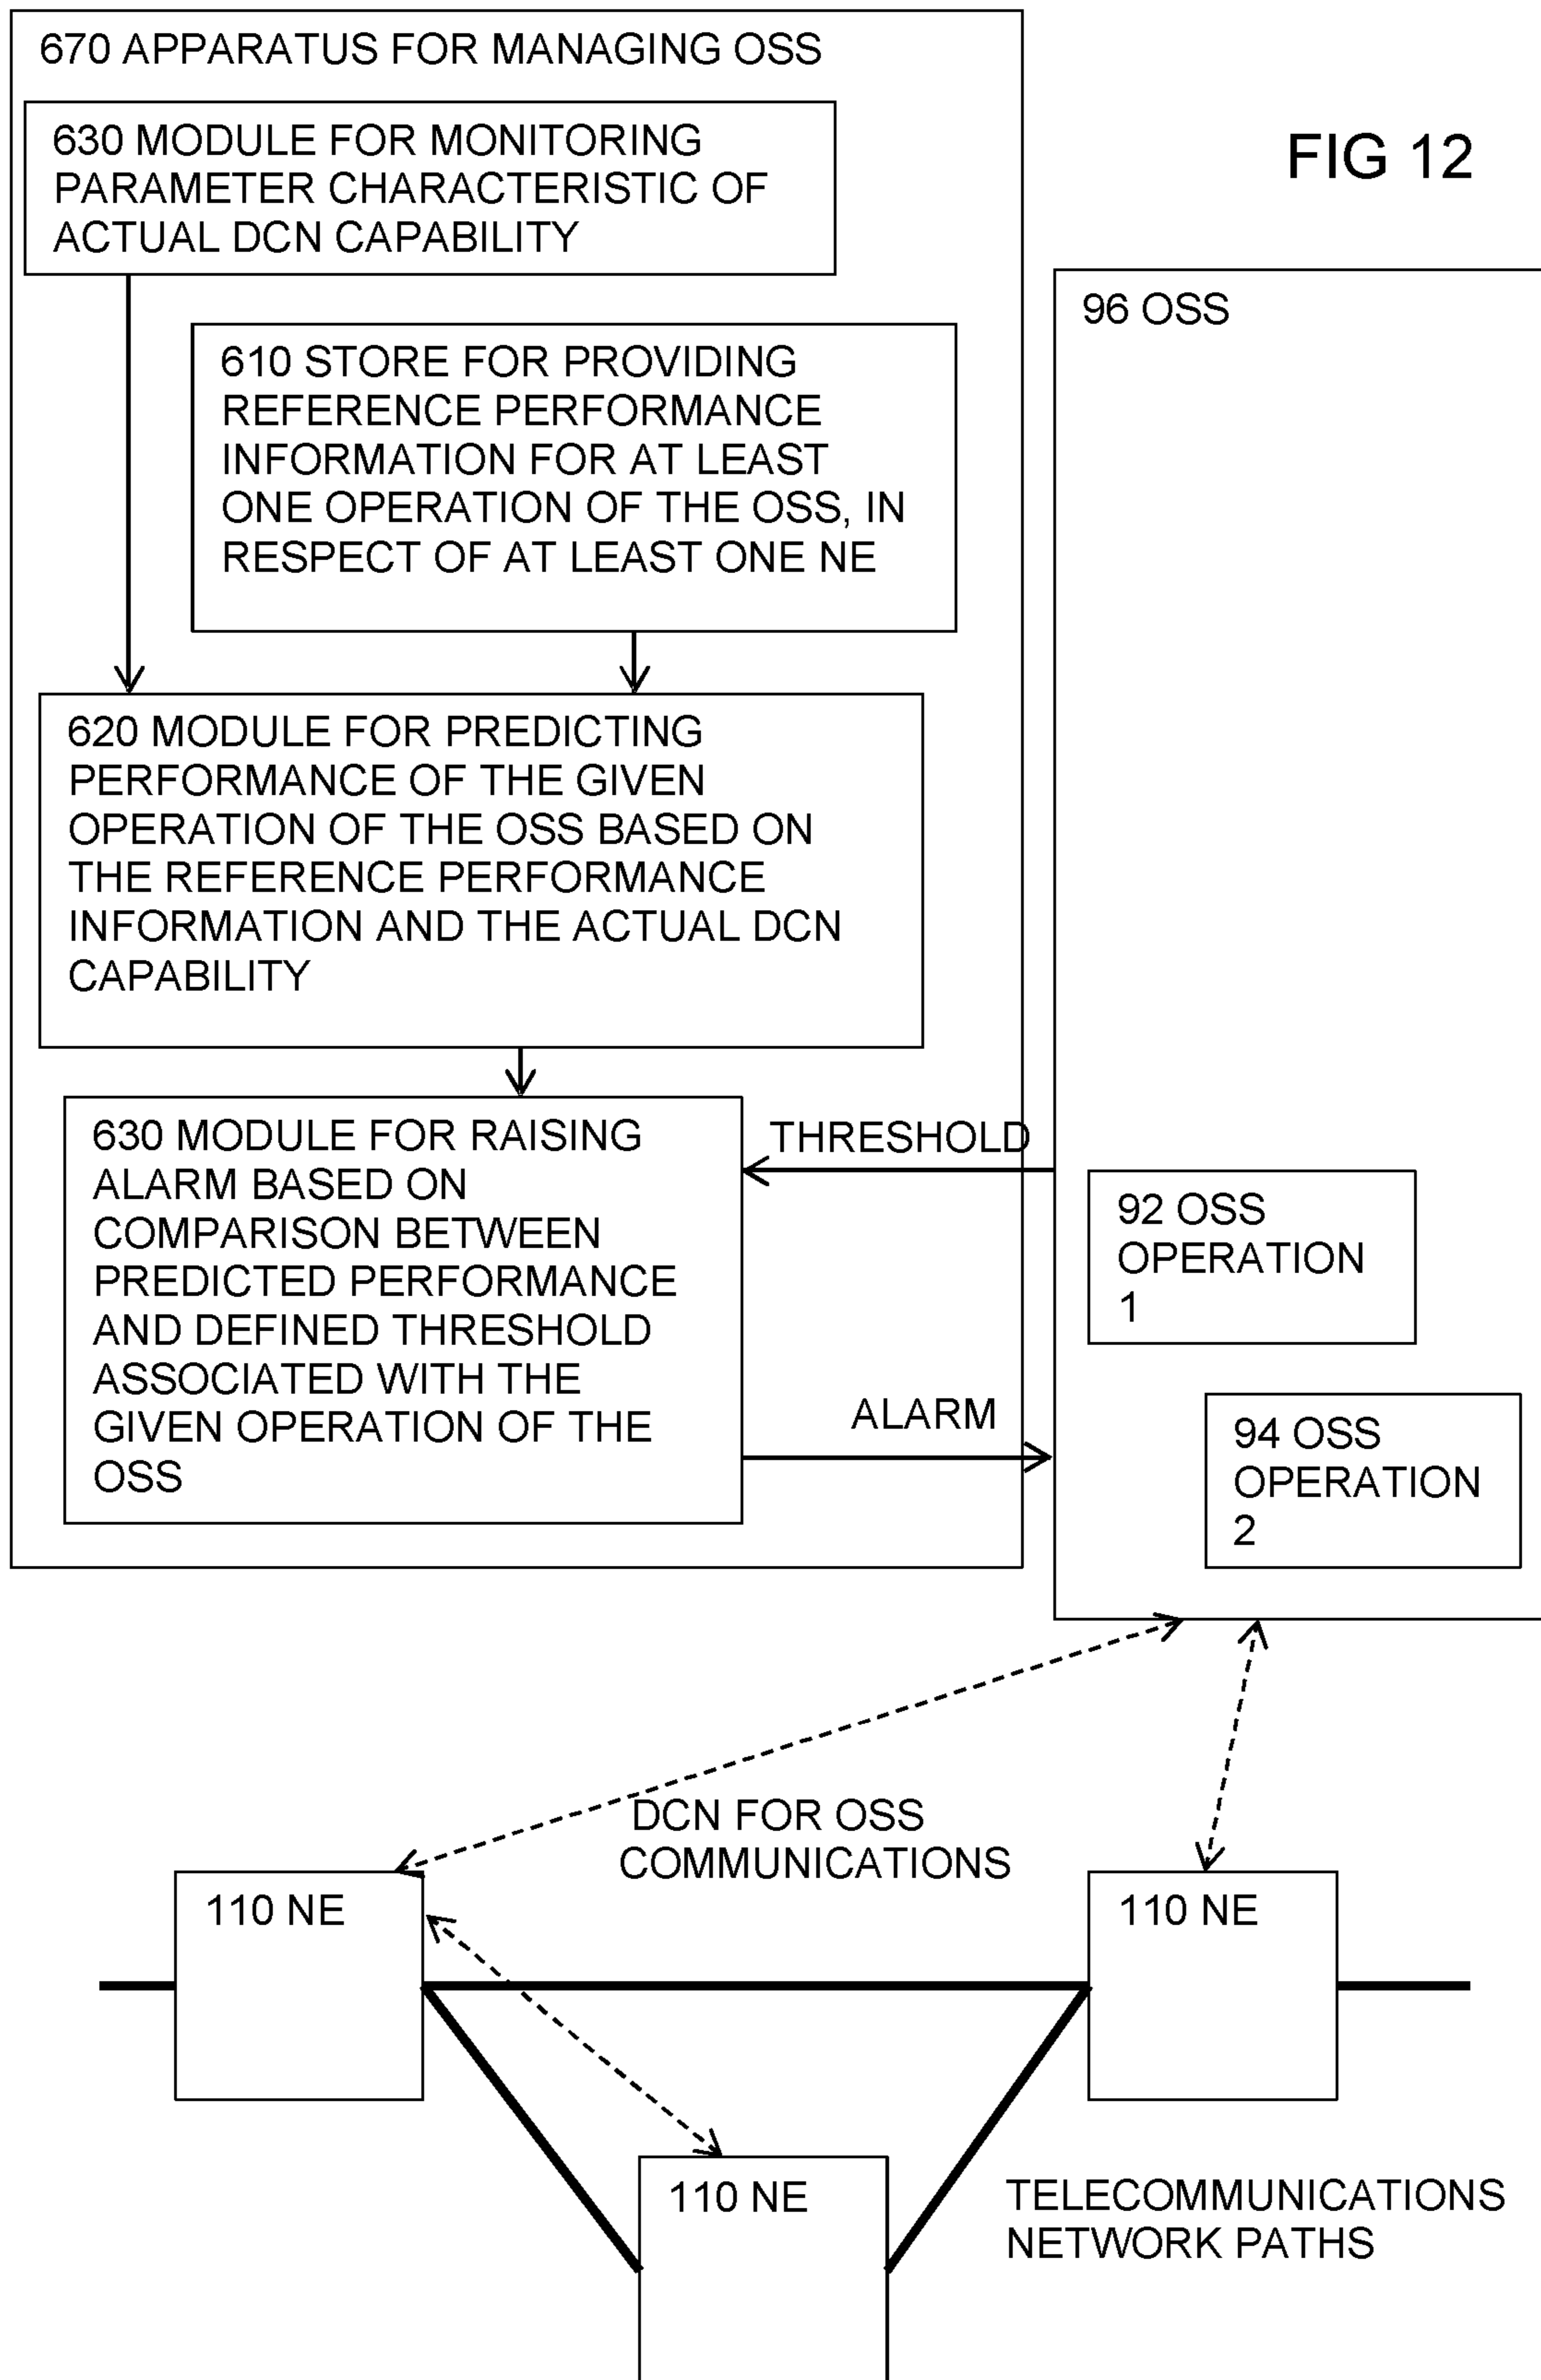 670 APPARATUS FOR MANAGING OSS
630 MODULE FOR MONITORING
PARAMETER CHARACTERISTIC OF
ACTUAL DCN CAPABILITY
FIG 12
96 OSS
610 STORE FOR PROVIDING
REFERENCE PERFORMANCE
INFORMATION FOR AT LEAST
ONE OPERATION OF THE OSS, IN
RESPECT OF AT LEAST ONE NE
620 MODULE FOR PREDICTING
PERFORMANCE OF THE GIVEN
OPERATION OF THE OSS BASED ON
THE REFERENCE PERFORMANCE
INFORMATION AND THE ACTUAL DCN
CAPABILITY
630 MODULE FOR RAISING
ALARM BASED ON
COMPARISON BETWEEN
PREDICTED PERFORMANCE
AND DEFINED THRESHOLD
ASSOCIATED WITH THE
GIVEN OPERATION OF THE
OSS
THRESHOLD
92 OSS
OPERATION
1
ALARM
94 OSS
OPERATION
2
DCN FOR OSS
COMMUNICATIONS
110 NE
110 NE
110 NE
TELECOMMUNICATIONS
NETWORK PATHS